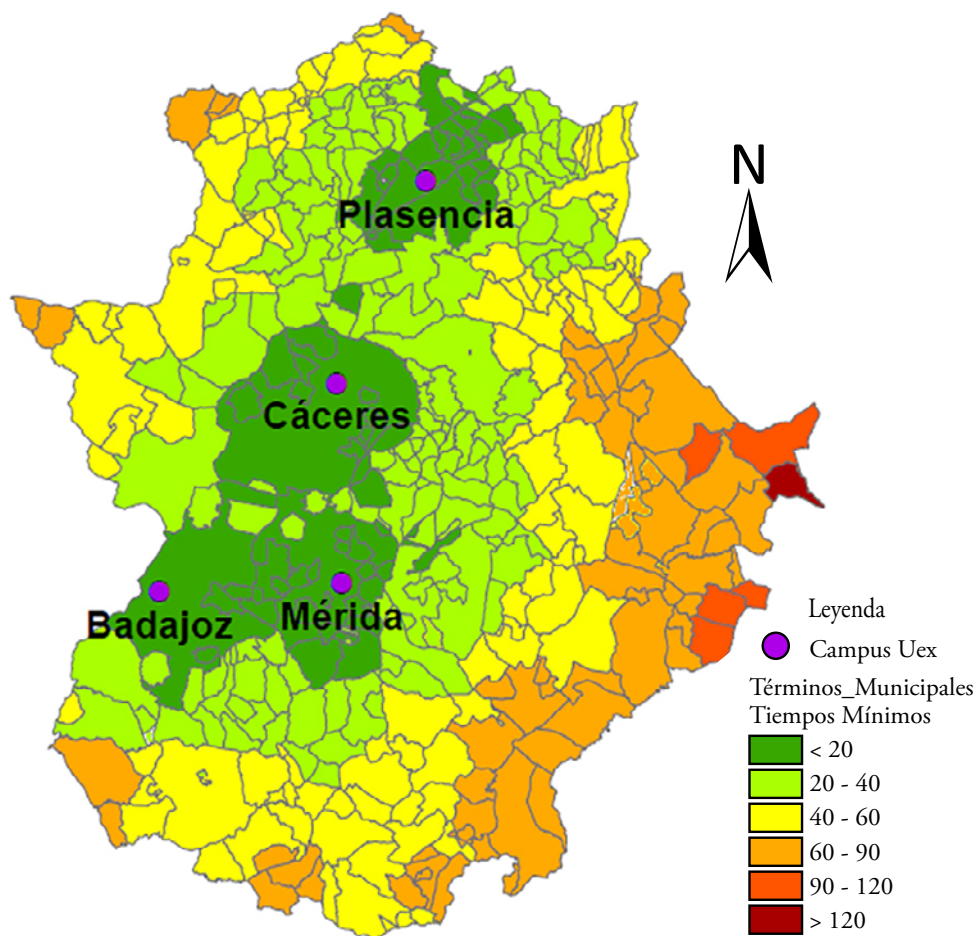 N
Plasencia
Cáceres
Badajoz
Mérida
Leyenda
Campus Uex
Términos_Municipales
Tiempos Mínimos
< 20
20 - 40
40 - 60
60 - 90
90 - 120
> 120